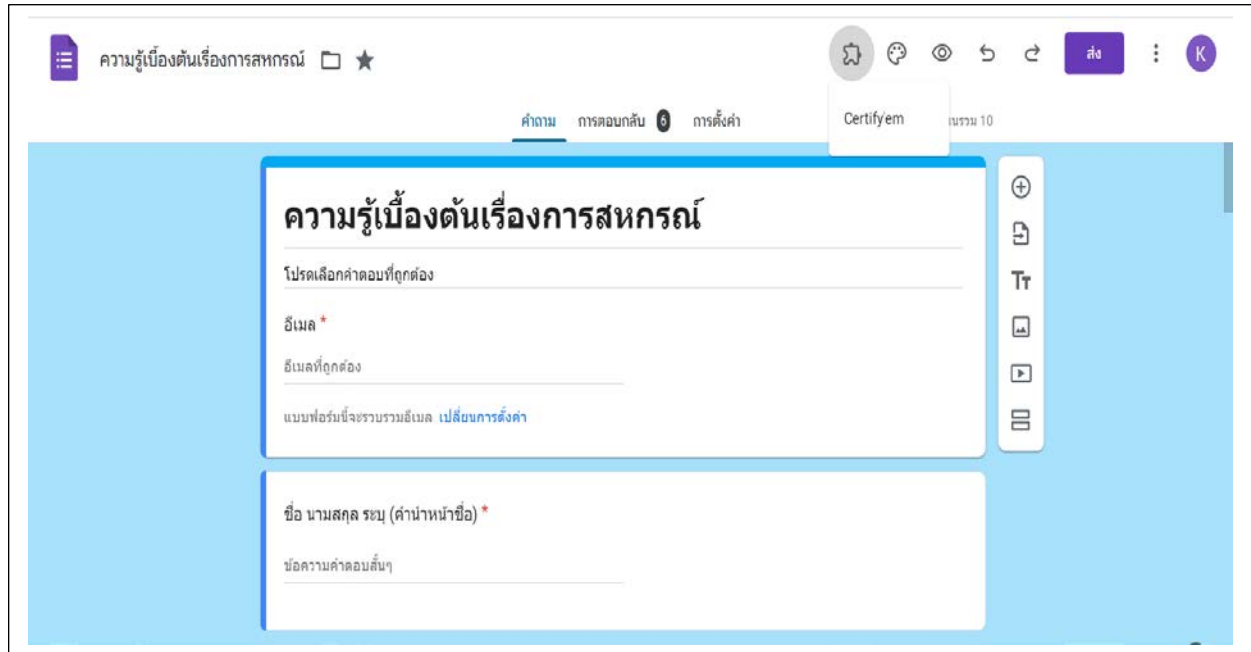 ความรู้เบื้องต้นเรื่องการสหกรณ์
ส่ง
K
คำถาม การตอบกลับ 6 การตั้งค่า
Certify'em
นรวม 10
ความรู้เบื้องต้นเรื่องการสหกรณ์
โปรดเลือกคำตอบที่ถูกต้อง
อีเมล *
อีเมลที่ถูกต้อง
แบบฟอร์มนี้จะรวบรวมอีเมล เปลี่ยนการตั้งค่า
Tт
ชื่อ นามสกุล ระบุ (คำนำหน้าชื่อ) *
ข้อความคำตอบสั้นๆ